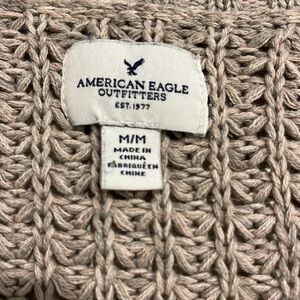 AMERICAN EAGLE
OUTFITTERS
EST. 1977
M/M
MADE IN
CHINA
FABRIQUÉ EN
CHINE